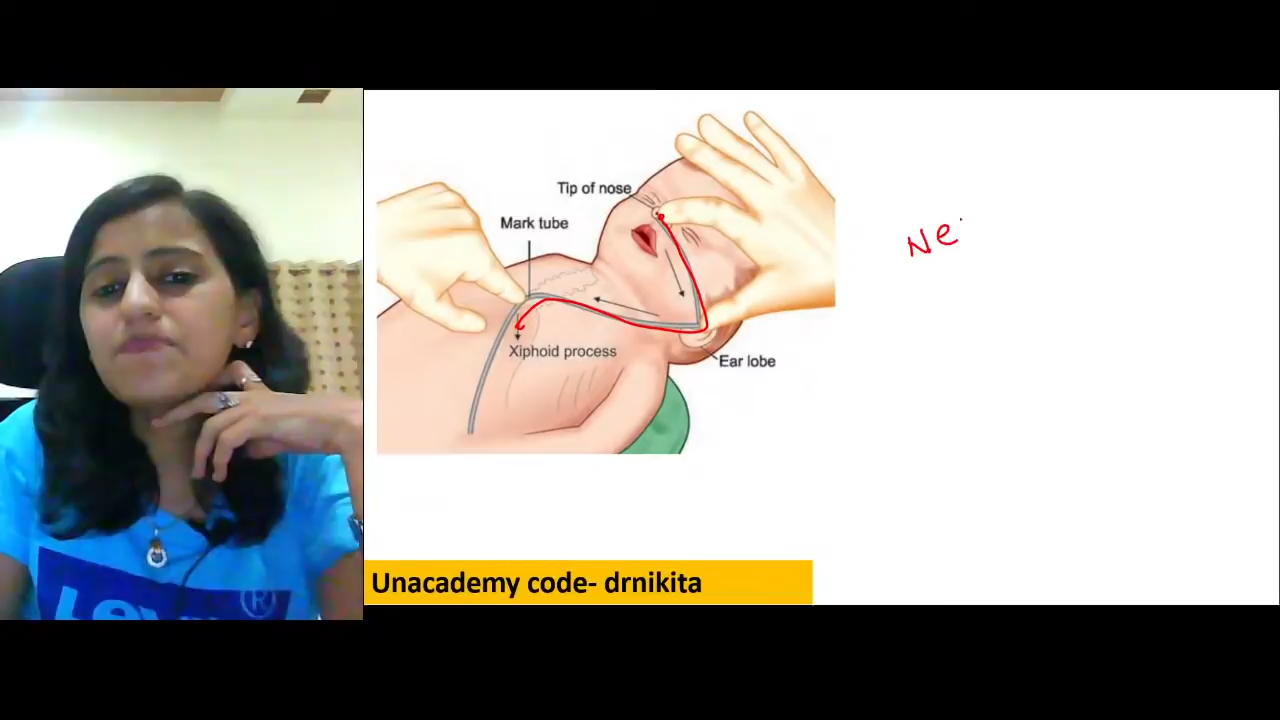 Tip of nose
Mark tube
Ne
Xiphoid process
Ear lobe
Unacademy code- drnikita